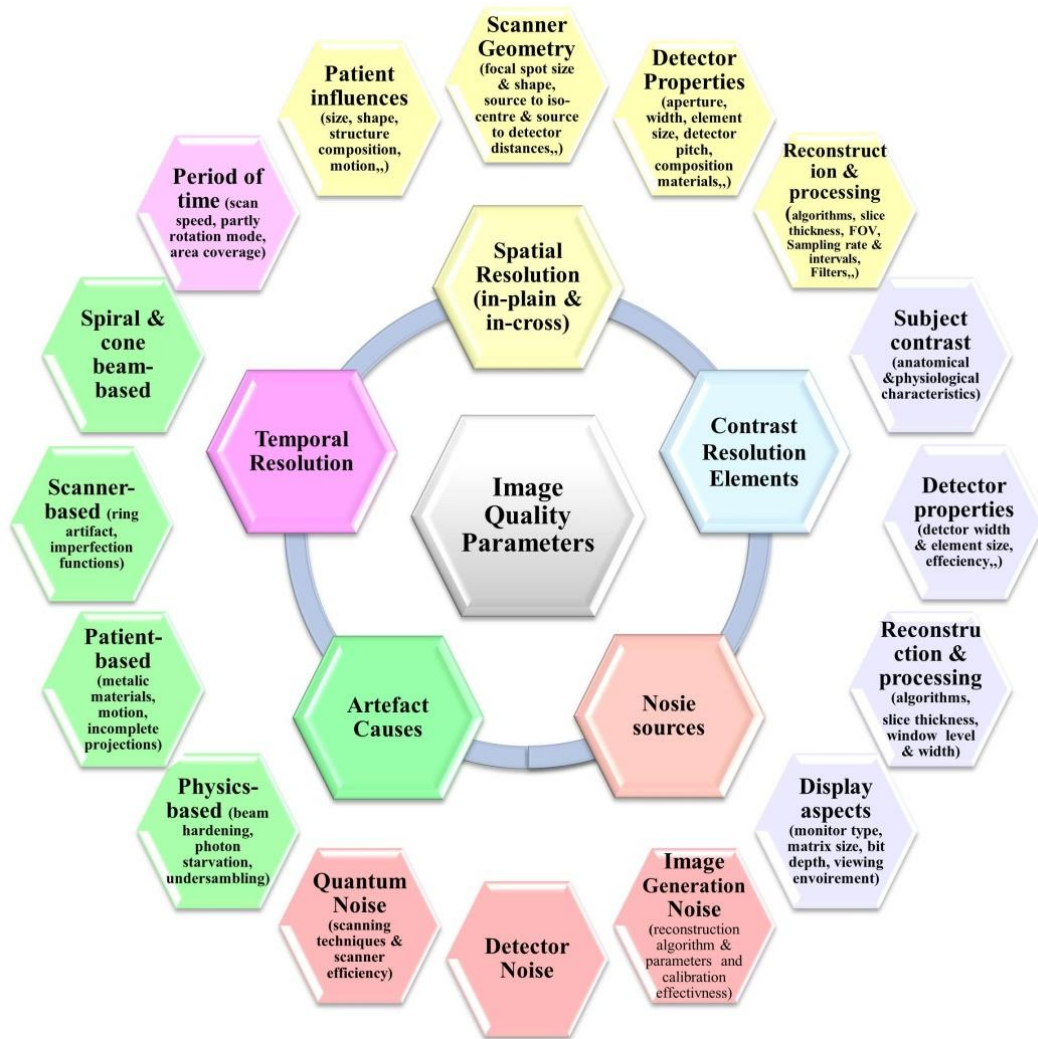 Scanner
Geometry
(focal spot size
& shape,
source to iso-
centre & source
to detector
distances,,)
Detector
Properties
(aperture,
width, element
size, detector
pitch,
composition
materials,,)
Reconstruct
ion &
processing
(algorithms, slice
thickness, FOV,
Sampling rate &
intervals,
Filters,,)
Subject
contrast
(anatomical
&physiological
characteristics)
Detector
properties
(detctor width
& element size,
effeciency,,)
Reconstru
ction &
processing
(algorithms,
slice thickness,
window level
& width)
Display
aspects
(monitor type,
matrix size, bit
depth, viewing
envoirement)
Image
Generation
Noise
(reconstruction
algorithm &
parameters and
calibration
effectivness)
Detector
Noise
Quantum
Noise
(scanning
techniques &
scanner
efficiency)
Physics-
based (beam
hardening,
photon
starvation,
undersambling)
Patient-
based
(metalic
materials,
motion,
incomplete
projections)
Scanner-
based (ring
artifact,
imperfection
functions)
Spiral &
cone
beam-
based
Period of
time (scan
speed, partly
rotation mode,
area coverage)
Patient
influences
(size, shape,
structure
composition,
motion,,)
Spatial
Resolution
(in-plain &
in-cross)
Contrast
Resolution
Elements
Nosie
sources
Artefact
Causes
Temporal
Resolution
Image
Quality
Parameters